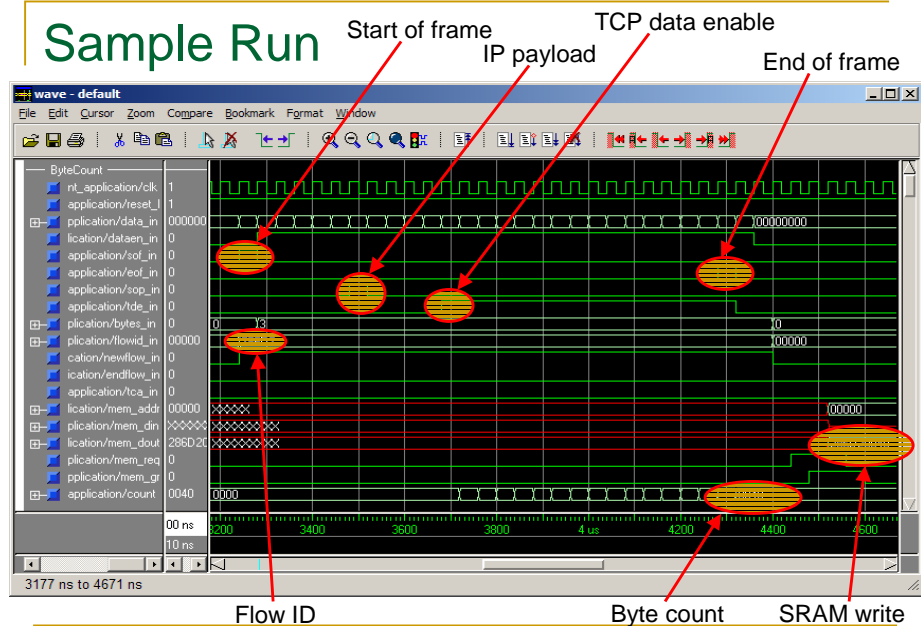 Sample Run
Start of frame
TCP data enable
IP payload
End of frame
wave - default
File Edit Cursor Zoom Compare Bookmark Format Window
ByteCount
nt_application/clk 1
application/reset_l 1
pplication/data_in 000000 00000000
lication/dataen_in 0
application/sof_in 0
application/eof_in 0
application/sop_in 0
application/tde_in 0
plication/bytes_in 0 0 3 0
plication/flowid_in 00000 00000
cation/newflow_in 0
ication/endflow_in 0
application/tca_in 0
lication/mem_addr 00000 00000
plication/mem_din XXXXX
lication/mem_dout 286D20
plication/mem_req 0
pplication/mem_gr 0
application/count 0040 0000
00 ns 3200 3400 3600 3800 4 us 4200 4400 4600
10 ns
3177 ns to 4671 ns
Flow ID
Byte count
SRAM write